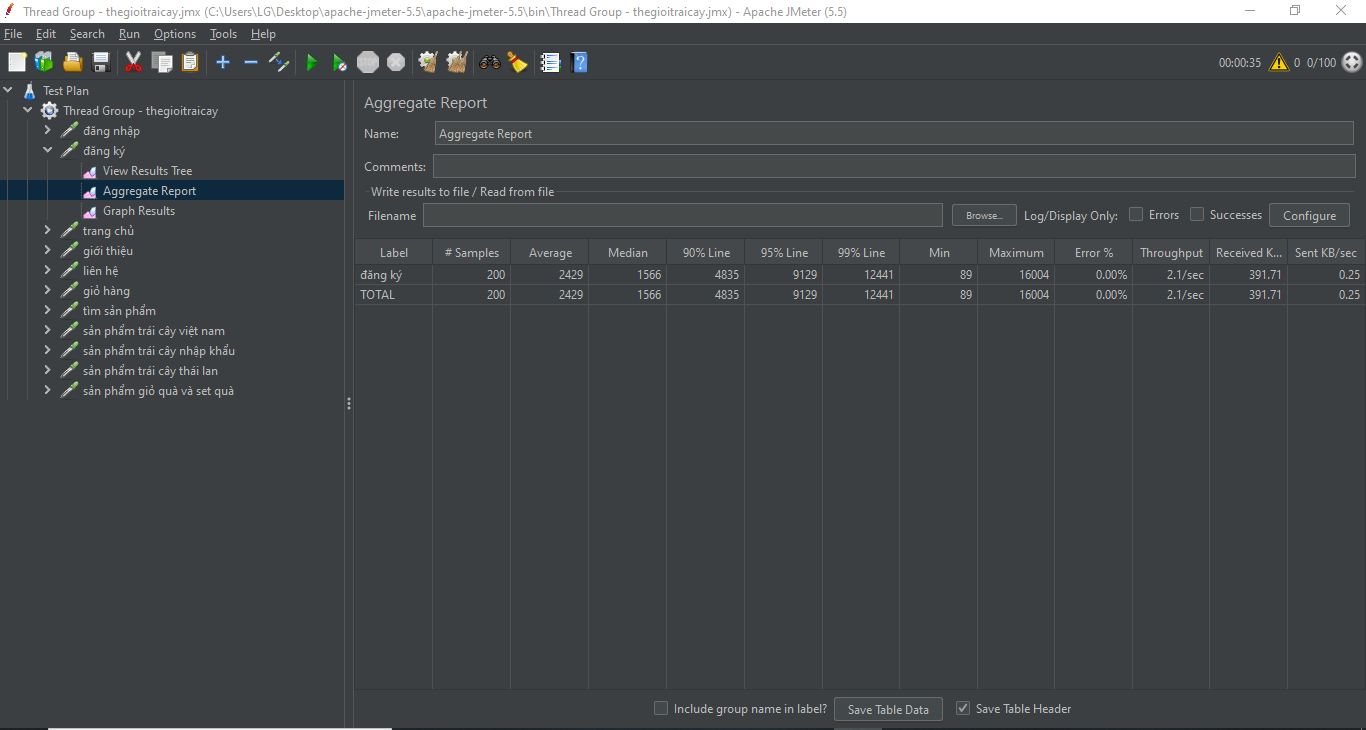 Thread Group - thegioitraicay.jmx (C:\Users\LG\Desktop\apache-jmeter-5.5\apache-jmeter-5.5\bin\Thread Group - thegioitraicay.jmx) - Apache JMeter (5.5)
File Edit Search Run Options Tools Help
STOP 00:00:35 0 0/100
Test Plan
Thread Group - thegioitraicay
đăng nhập
đăng ký
View Results Tree
Aggregate Report
Graph Results
trang chủ
giới thiệu
liên hệ
giỏ hàng
tìm sản phẩm
sản phẩm trái cây việt nam
sản phẩm trái cây nhập khẩu
sản phẩm trái cây thái lan
sản phẩm giỏ quà và set quà
Aggregate Report
Name: Aggregate Report
Comments:
Write results to file / Read from file
Filename Browse... Log/Display Only: Errors Successes Configure
Label # Samples Average Median 90% Line 95% Line 99% Line Min Maximum Error % Throughput Received K... Sent KB/sec
đăng ký 200 2429 1566 4835 9129 12441 89 16004 0.00% 2.1/sec 391.71 0.25
TOTAL 200 2429 1566 4835 9129 12441 89 16004 0.00% 2.1/sec 391.71 0.25
Include group name in label? Save Table Data Save Table Header